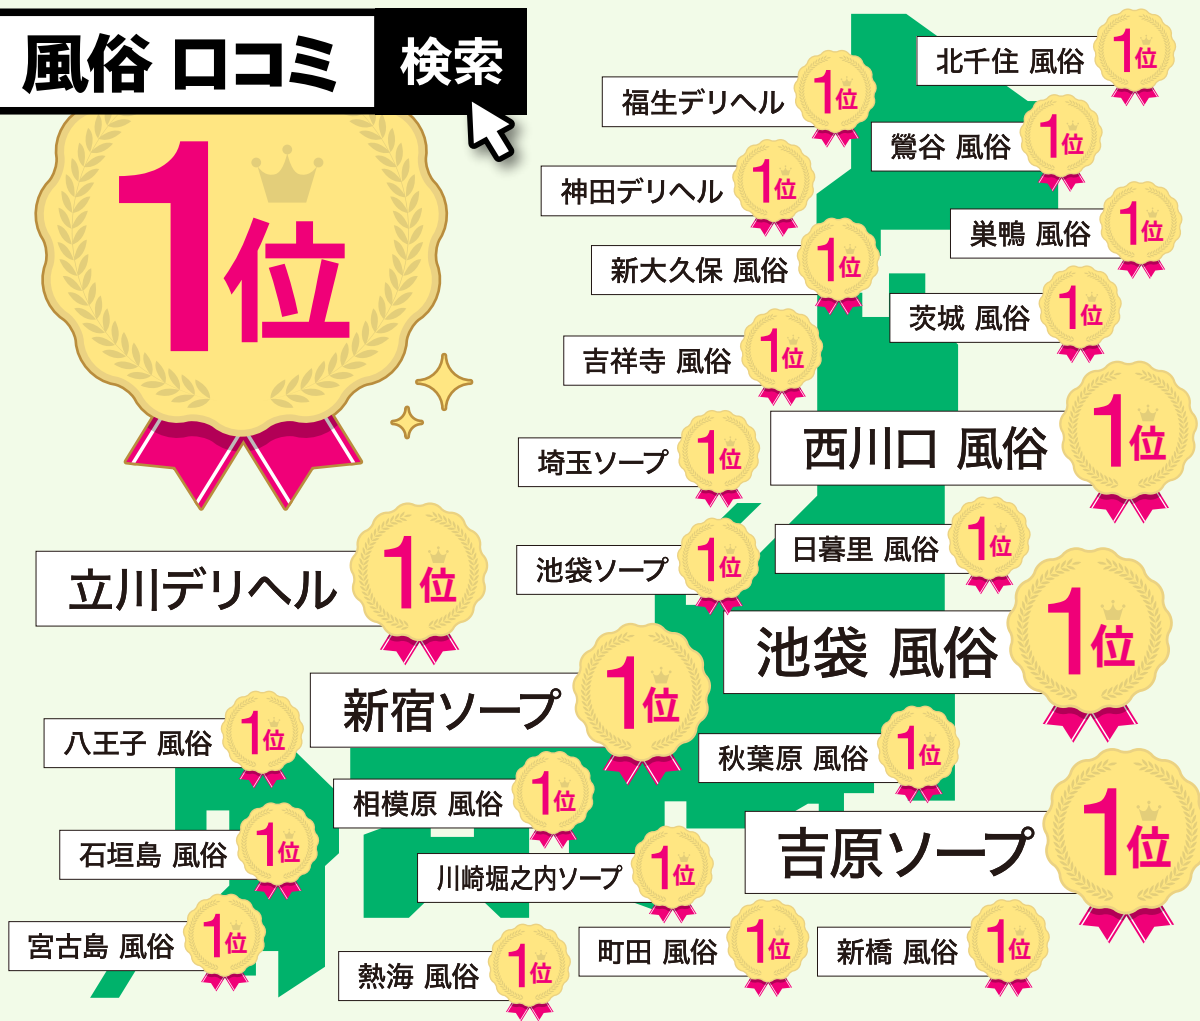 風俗 口コミ 検索
1位
北千住 風俗 1位
福生デリヘル 1位
鶯谷 風俗 1位
神田デリヘル 1位
巣鴨 風俗 1位
新大久保 風俗 1位
茨城 風俗 1位
吉祥寺 風俗 1位
西川口 風俗 1位
埼玉ソープ 1位
日暮里 風俗 1位
池袋ソープ 1位
立川デリヘル 1位
池袋 風俗 1位
新宿ソープ 1位
八王子 風俗 1位
秋葉原 風俗 1位
相模原 風俗 1位
石垣島 風俗 1位
吉原ソープ 1位
川崎堀之内ソープ 1位
宮古島 風俗 1位
町田 風俗 1位
新橋 風俗 1位
熱海 風俗 1位